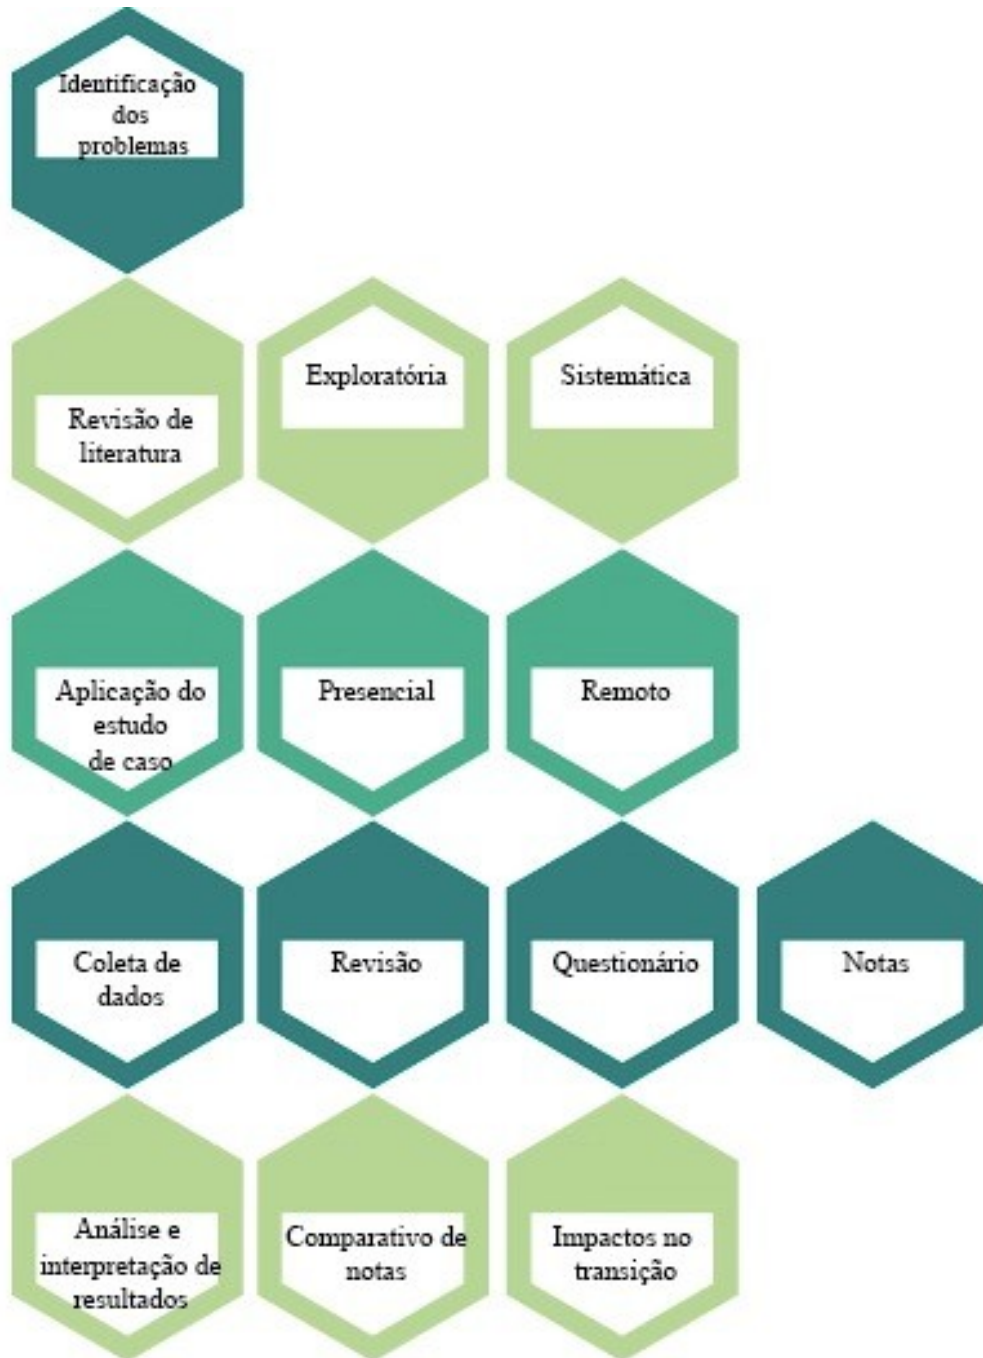 Identificação
dos
problemas
Revisão de
literatura
Exploratória
Sistemática
Aplicação do
estudo
de caso
Presencial
Remoto
Coleta de
dados
Revisão
Questionário
Notas
Análise e
interpretação de
resultados
Comparativo de
notas
Impactos no
transição